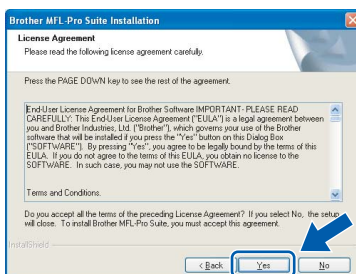 Brother MFL-Pro Suite Installation
License Agreement
Please read the following license agreement carefully.
Press the PAGE DOWN key to see the rest of the agreement.
End-User License Agreement for Brother Software IMPORTANT- PLEASE READ
CAREFULLY: This End-User License Agreement ("EULA") is a legal agreement between
you and Brother Industries, Ltd. ("Brother"), which governs your use of the Brother
software that will be installed if you press the "Yes" button on this Dialog Box
("SOFTWARE"). By pressing "Yes", you agree to be legally bound by the terms of this
EULA. If you do not agree to the terms of this EULA, you obtain no license to the
SOFTWARE. In such case, you may not use the SOFTWARE.
Terms and Conditions.
Do you accept all the terms of the preceding License Agreement? If you select No, the setup
will close. To install Brother MFL-Pro Suite, you must accept this agreement.
InstallShield
< Back Yes No